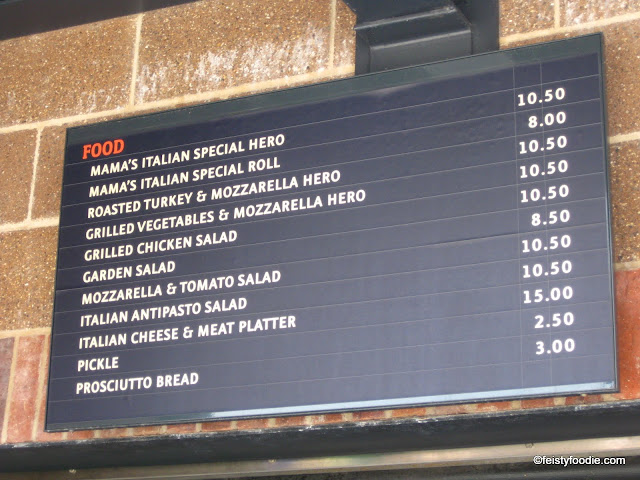 FOOD
MAMA'S ITALIAN SPECIAL HERO 10.50
MAMA'S ITALIAN SPECIAL ROLL 8.00
ROASTED TURKEY & MOZZARELLA HERO 10.50
GRILLED VEGETABLES & MOZZARELLA HERO 10.50
GRILLED CHICKEN SALAD 10.50
GARDEN SALAD 8.50
MOZZARELLA & TOMATO SALAD 10.50
ITALIAN ANTIPASTO SALAD 10.50
ITALIAN CHEESE & MEAT PLATTER 15.00
PICKLE 2.50
PROSCIUTTO BREAD 3.00
©feistyfoodie.com